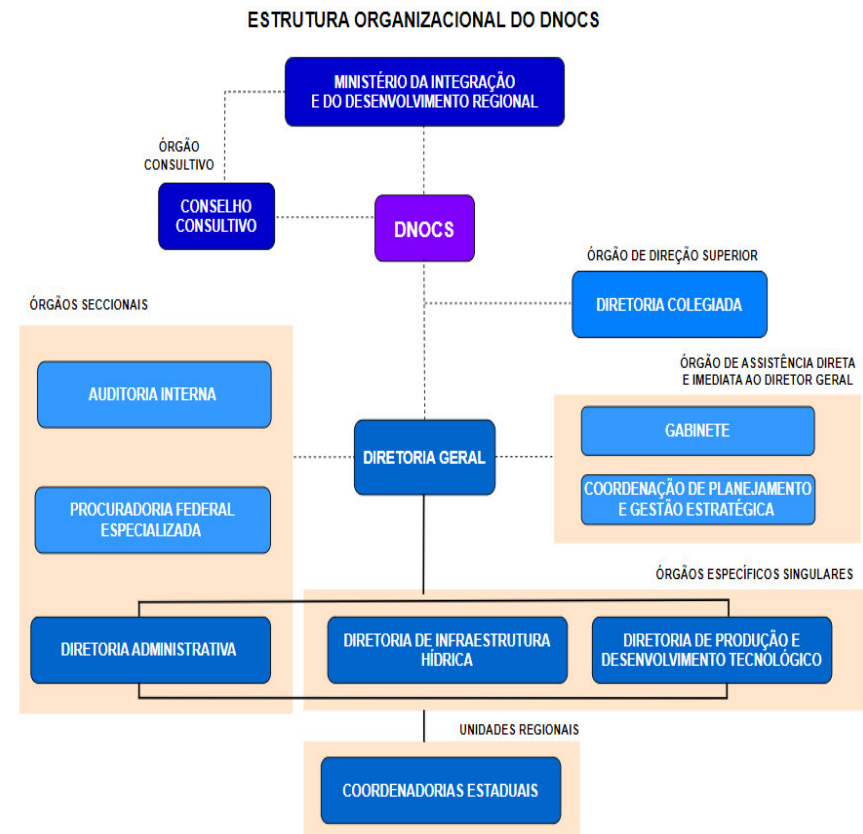 ESTRUTURA ORGANIZACIONAL DO DNOCS
MINISTÉRIO DA INTEGRAÇÃO
E DO DESENVOLVIMENTO REGIONAL
ÓRGÃO
CONSULTIVO
CONSELHO
CONSULTIVO
DNOCS
ÓRGÃO DE DIREÇÃO SUPERIOR
DIRETORIA COLEGIADA
ÓRGÃOS SECCIONAIS
AUDITORIA INTERNA
PROCURADORIA FEDERAL
ESPECIALIZADA
DIRETORIA GERAL
ÓRGÃO DE ASSISTÊNCIA DIRETA
E IMEDIATA AO DIRETOR GERAL
GABINETE
COORDENAÇÃO DE PLANEJAMENTO
E GESTÃO ESTRATÉGICA
ÓRGÃOS ESPECÍFICOS SINGULARES
DIRETORIA ADMINISTRATIVA
DIRETORIA DE INFRAESTRUTURA
HÍDRICA
DIRETORIA DE PRODUÇÃO E
DESENVOLVIMENTO TECNOLÓGICO
UNIDADES REGIONAIS
COORDENADORIAS ESTADUAIS